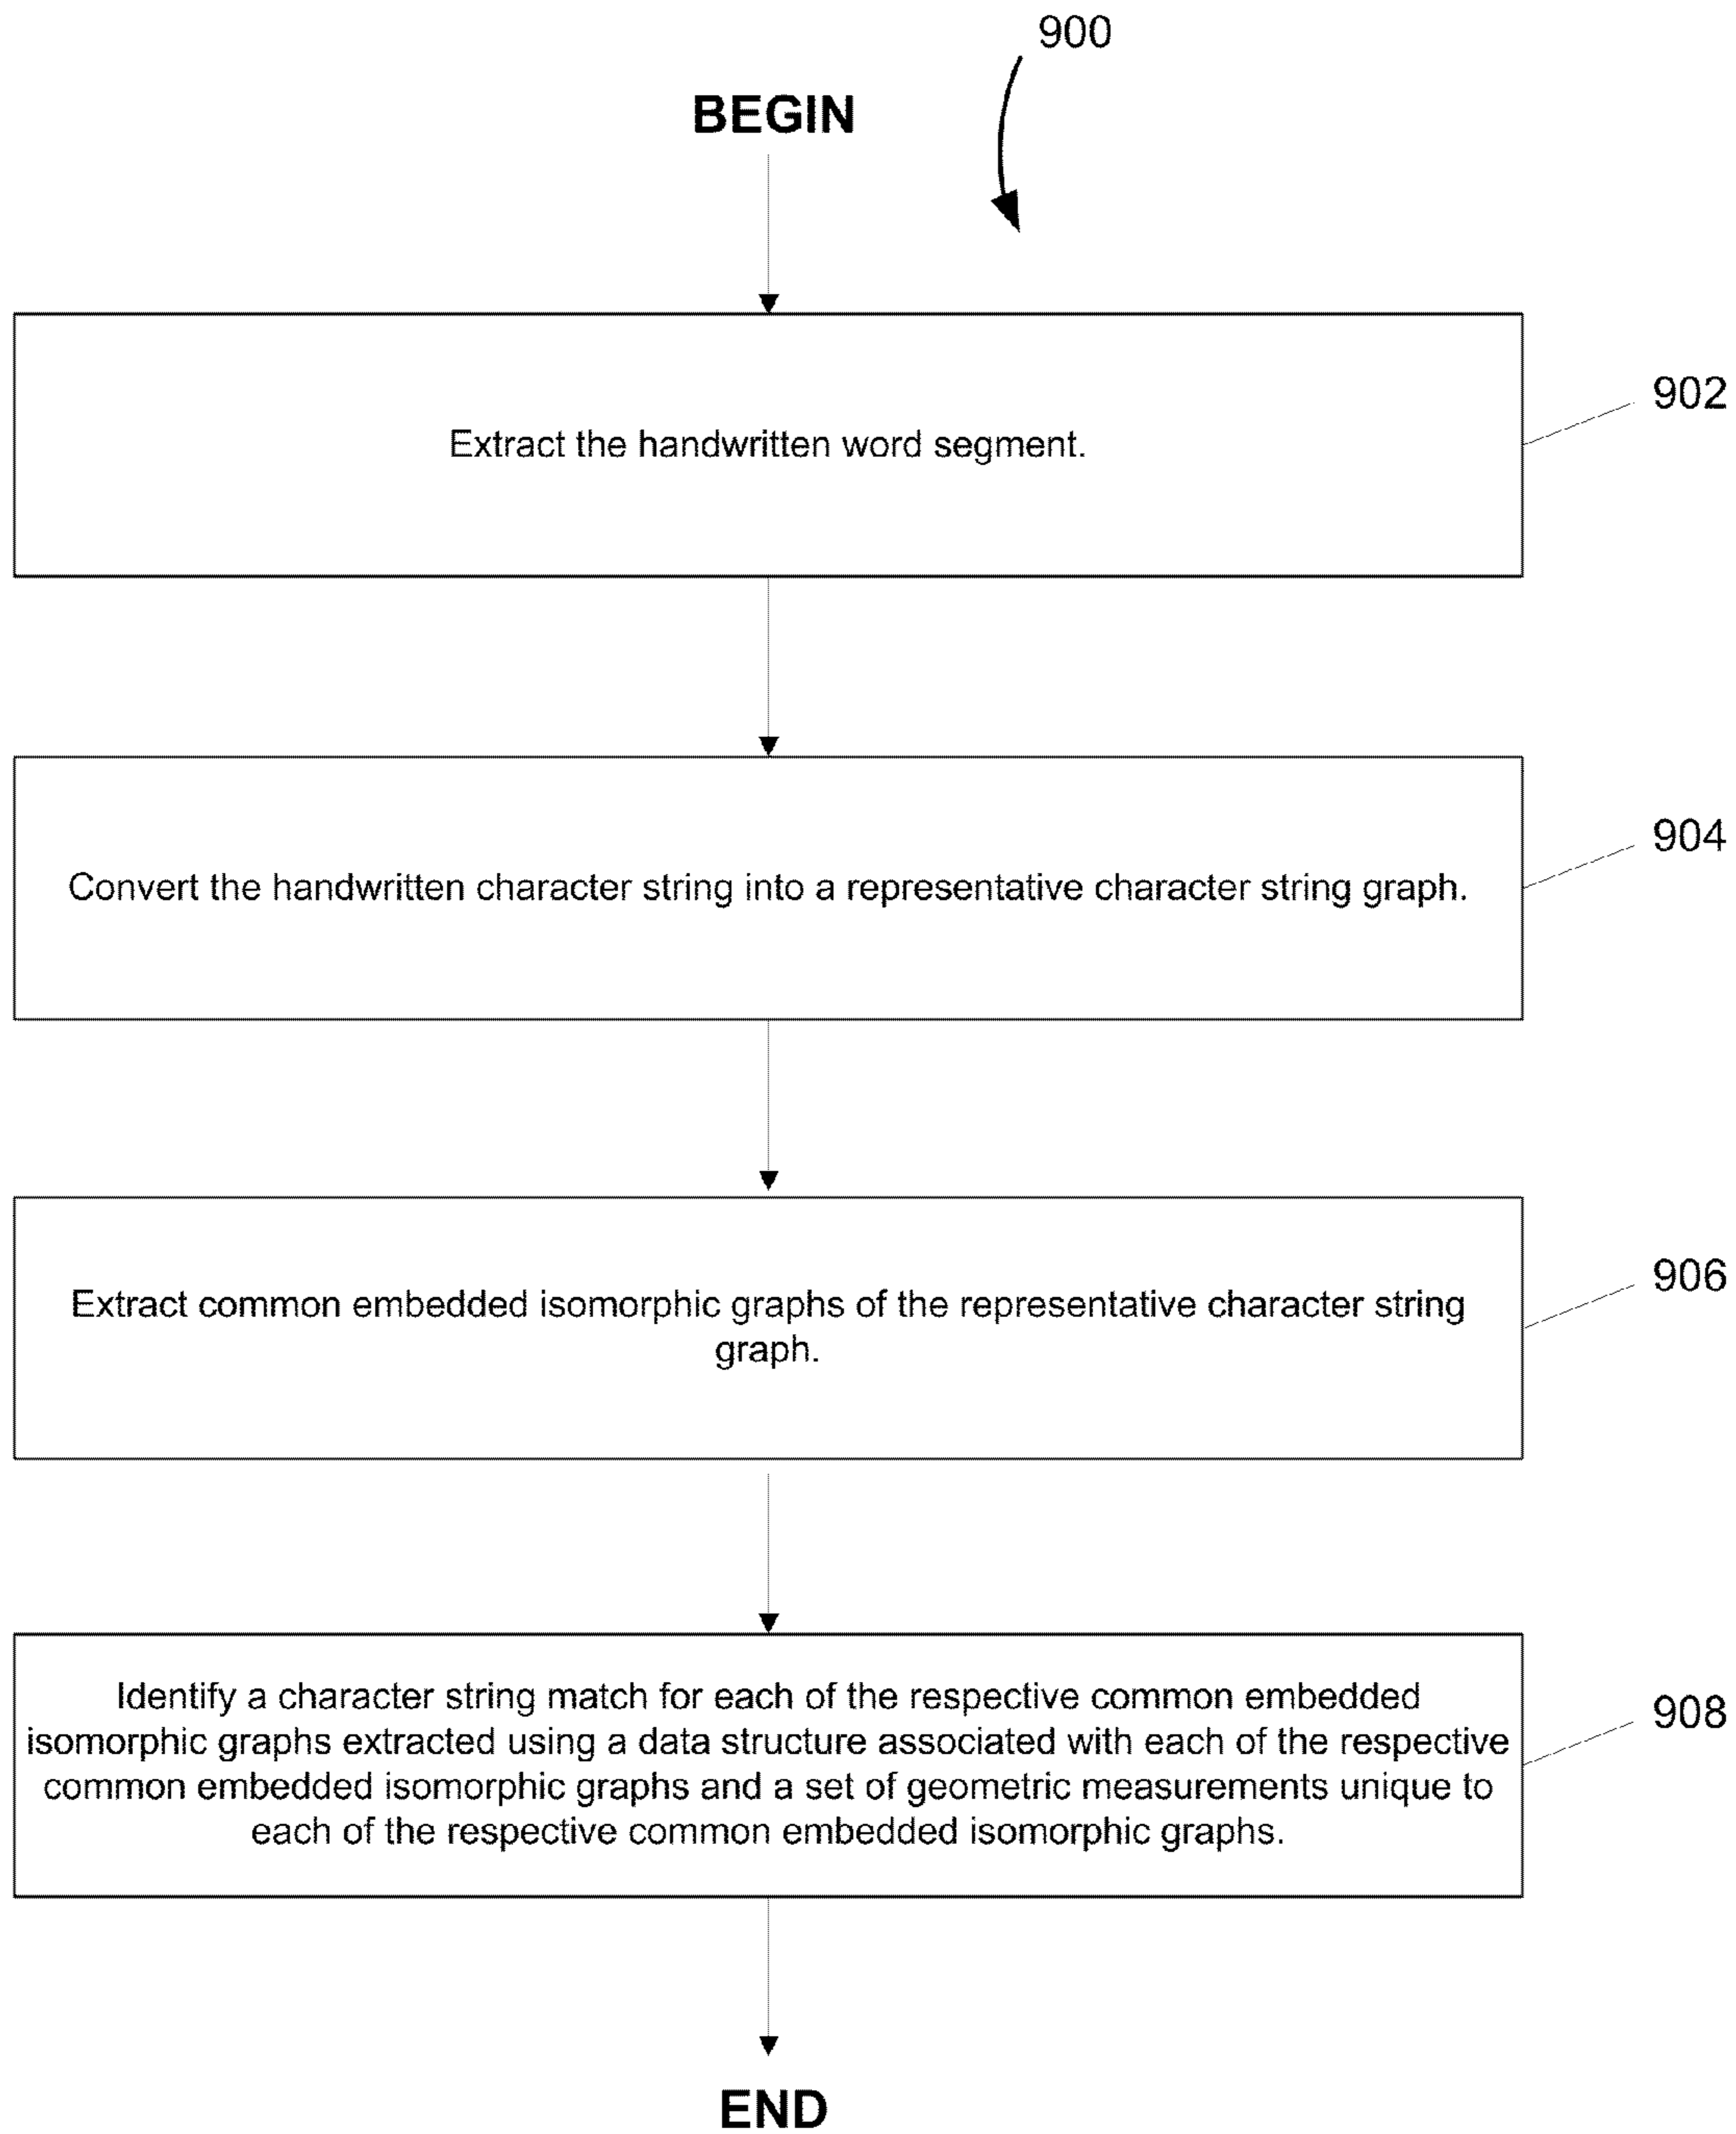 900
BEGIN
902
Extract the handwritten word segment.
904
Convert the handwritten character string into a representative character string graph.
906
Extract common embedded isomorphic graphs of the representative character string
graph.
908
Identify a character string match for each of the respective common embedded
isomorphic graphs extracted using a data structure associated with each of the respective
common embedded isomorphic graphs and a set of geometric measurements unique to
each of the respective common embedded isomorphic graphs.
END